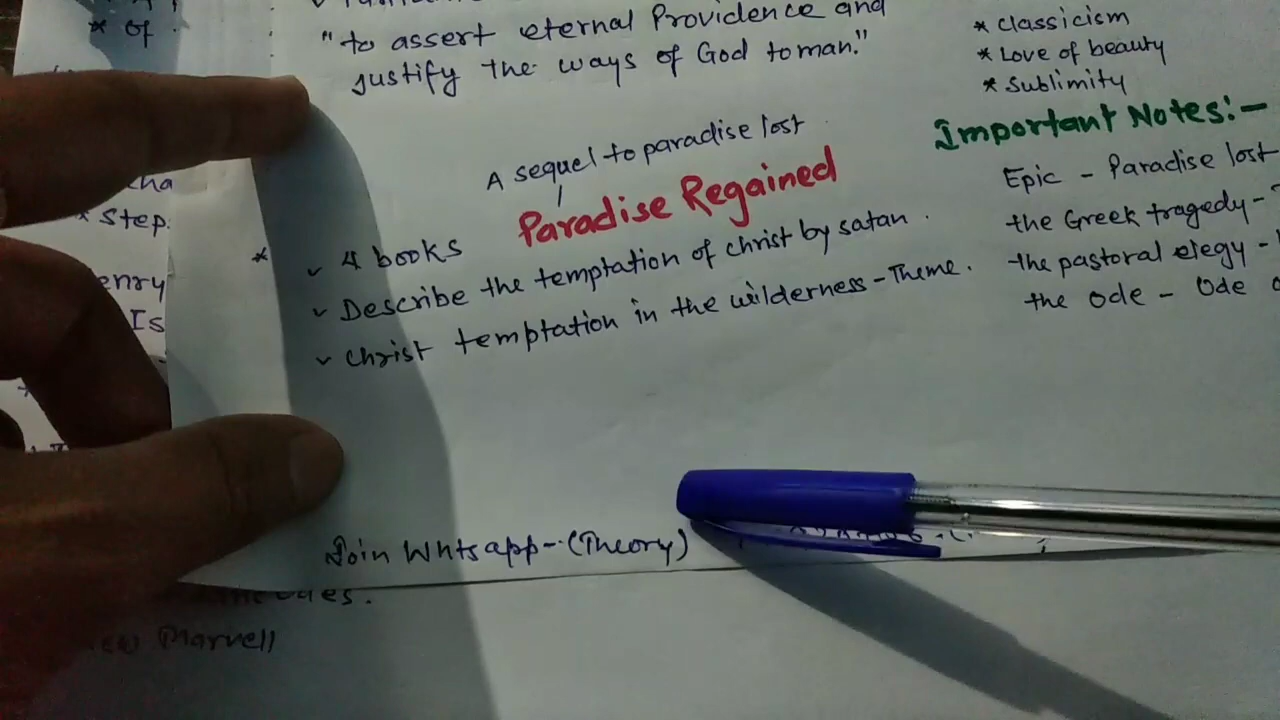 * of
"to assert eternal Providence and
justify the ways of God to man."
* Classicism
* Love of beauty
* Sublimity
A sequel to paradise lost
Paradise Regained
* ✓ 4 books
✓ Describe the temptation of christ by satan.
✓ christ temptation in the wilderness - Theme.
Important Notes:-
Epic - Paradise lost
the Greek tragedy -
the pastoral elegy -
the ode - Ode
* Step
enry
Is
Join Whtsapp - (Theory)
Marvell